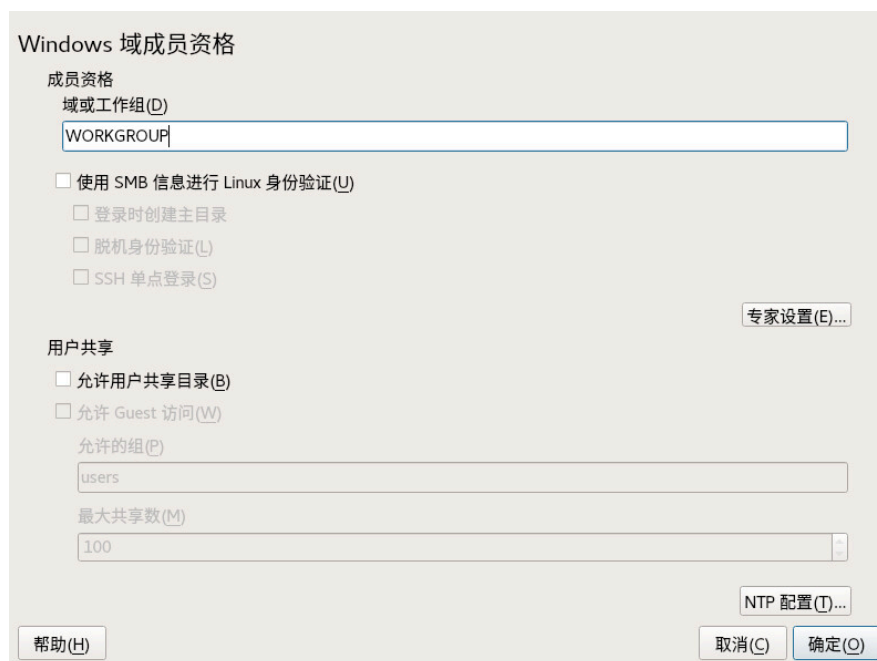 Windows 域成员资格
成员资格
域或工作组(D)
WORKGROUP
使用 SMB 信息进行 Linux 身份验证(U)
登录时创建主目录
脱机身份验证(L)
SSH 单点登录(S)
专家设置(E)...
用户共享
允许用户共享目录(B)
允许 Guest 访问(W)
允许的组(P)
users
最大共享数(M)
100
NTP 配置(T)...
帮助(H) 取消(C) 确定(O)